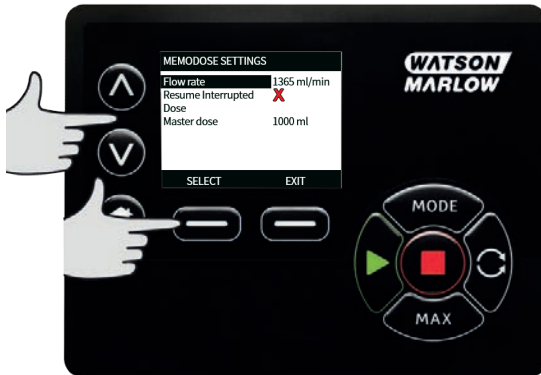 MEMODOSE SETTINGS
Flow rate 1365 ml/min
Resume Interrupted X
Dose
Master dose 1000 ml
SELECT EXIT
WATSON
MARLOW
MODE
MAX